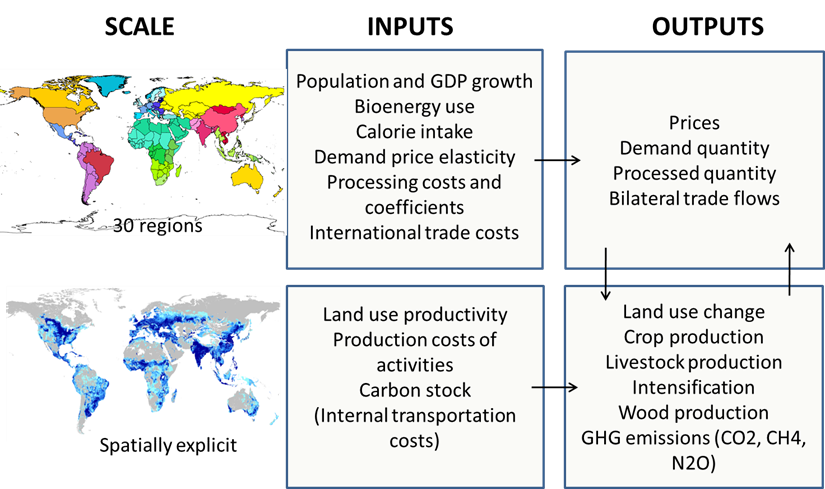 SCALE
INPUTS
OUTPUTS
30 regions
Population and GDP growth
Bioenergy use
Calorie intake
Demand price elasticity
Processing costs and
coefficients
International trade costs
Prices
Demand quantity
Processed quantity
Bilateral trade flows
Spatially explicit
Land use productivity
Production costs of
activities
Carbon stock
(Internal transportation
costs)
Land use change
Crop production
Livestock production
Intensification
Wood production
GHG emissions (CO2, CH4,
N2O)